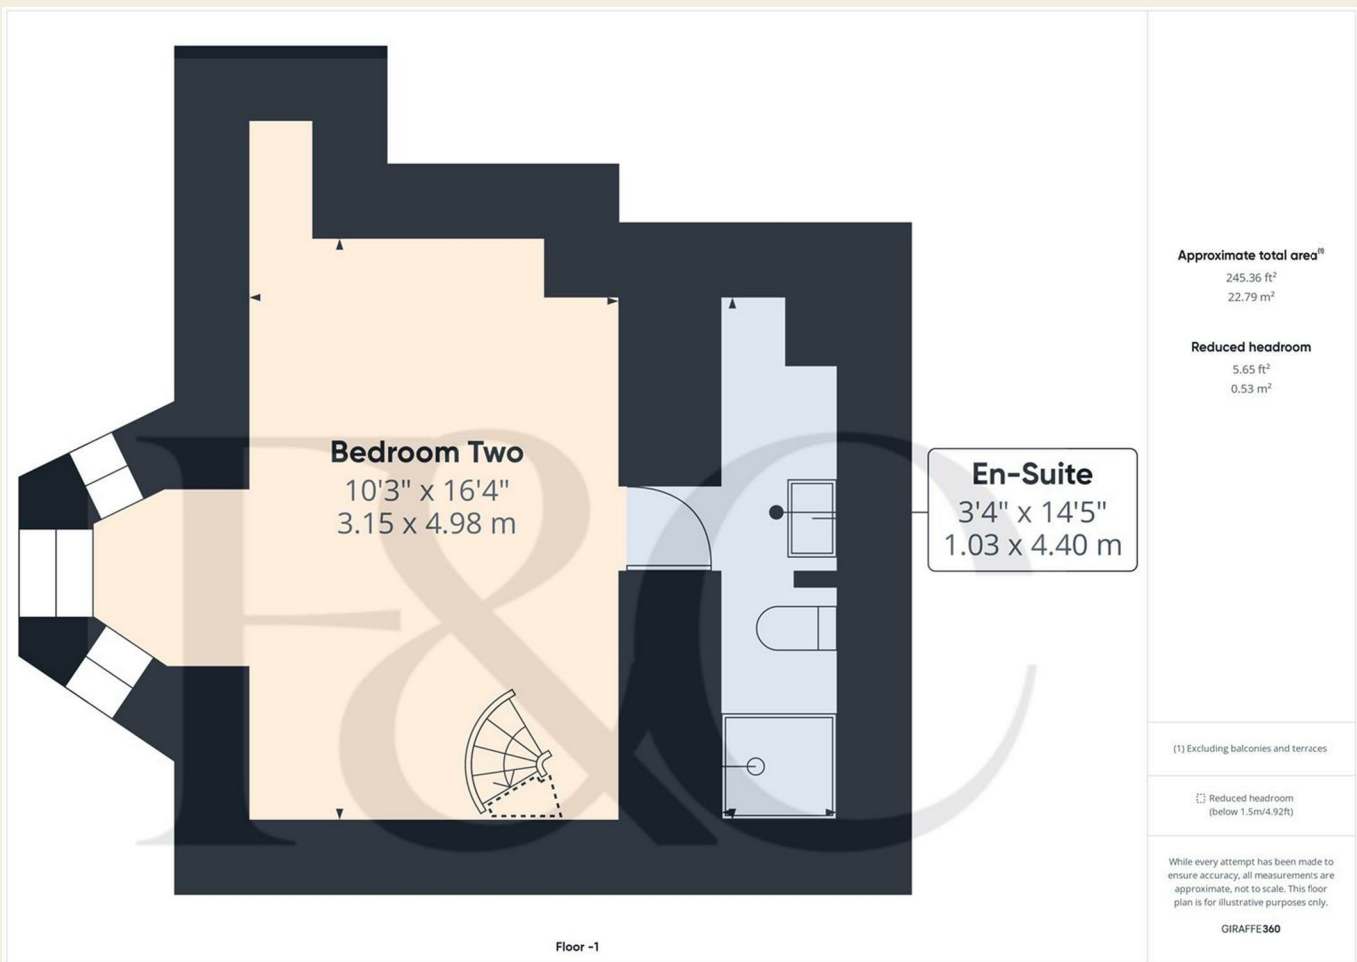 Bedroom Two
10'3" x 16'4"
3.15 x 4.98 m
En-Suite
3'4" x 14'5"
1.03 x 4.40 m
Approximate total area(1)
245.36 ft²
22.79 m²
Reduced headroom
5.65 ft²
0.53 m²
(1) Excluding balconies and terraces
Reduced headroom
(below 1.5m/4.92ft)
While every attempt has been made to
ensure accuracy, all measurements are
approximate, not to scale. This floor
plan is for illustrative purposes only.
GIRAFFE360
Floor -1
F&C